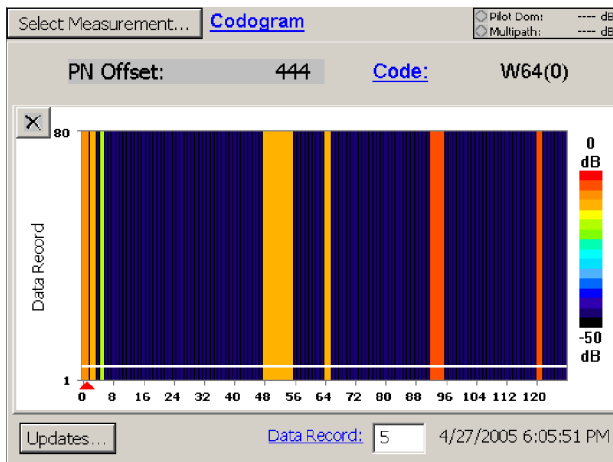 Select Measurement... Codogram Pilot Dom: ---- dB
Multipath: ---- dB
PN Offset: 444 Code: W64(0)
X
80
0
dB
Data Record
-50
dB
1
0 8 16 24 32 40 48 56 64 72 80 88 96 104 112 120
Updates... Data Record: 5 4/27/2005 6:05:51 PM